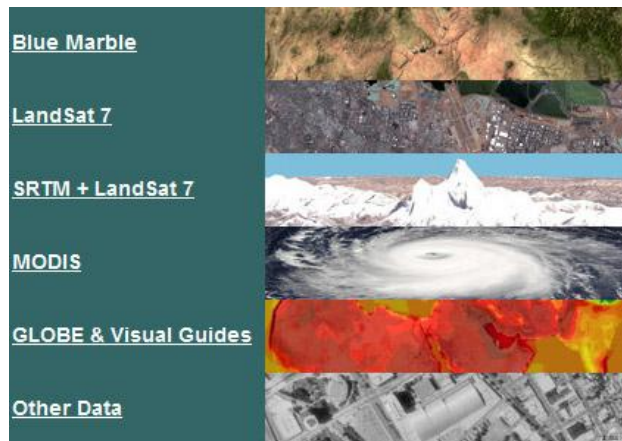 Blue Marble
LandSat 7
SRTM + LandSat 7
MODIS
GLOBE & Visual Guides
Other Data